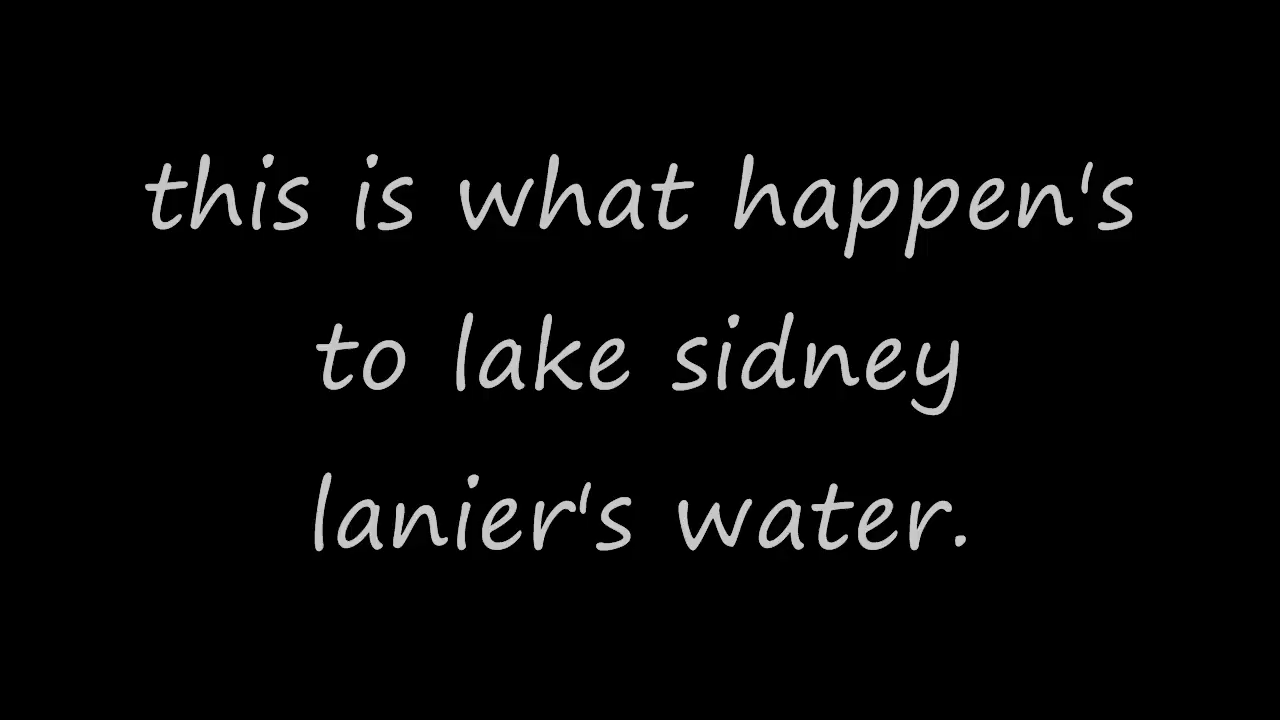 this is what happen's
to lake sidney
lanier's water.